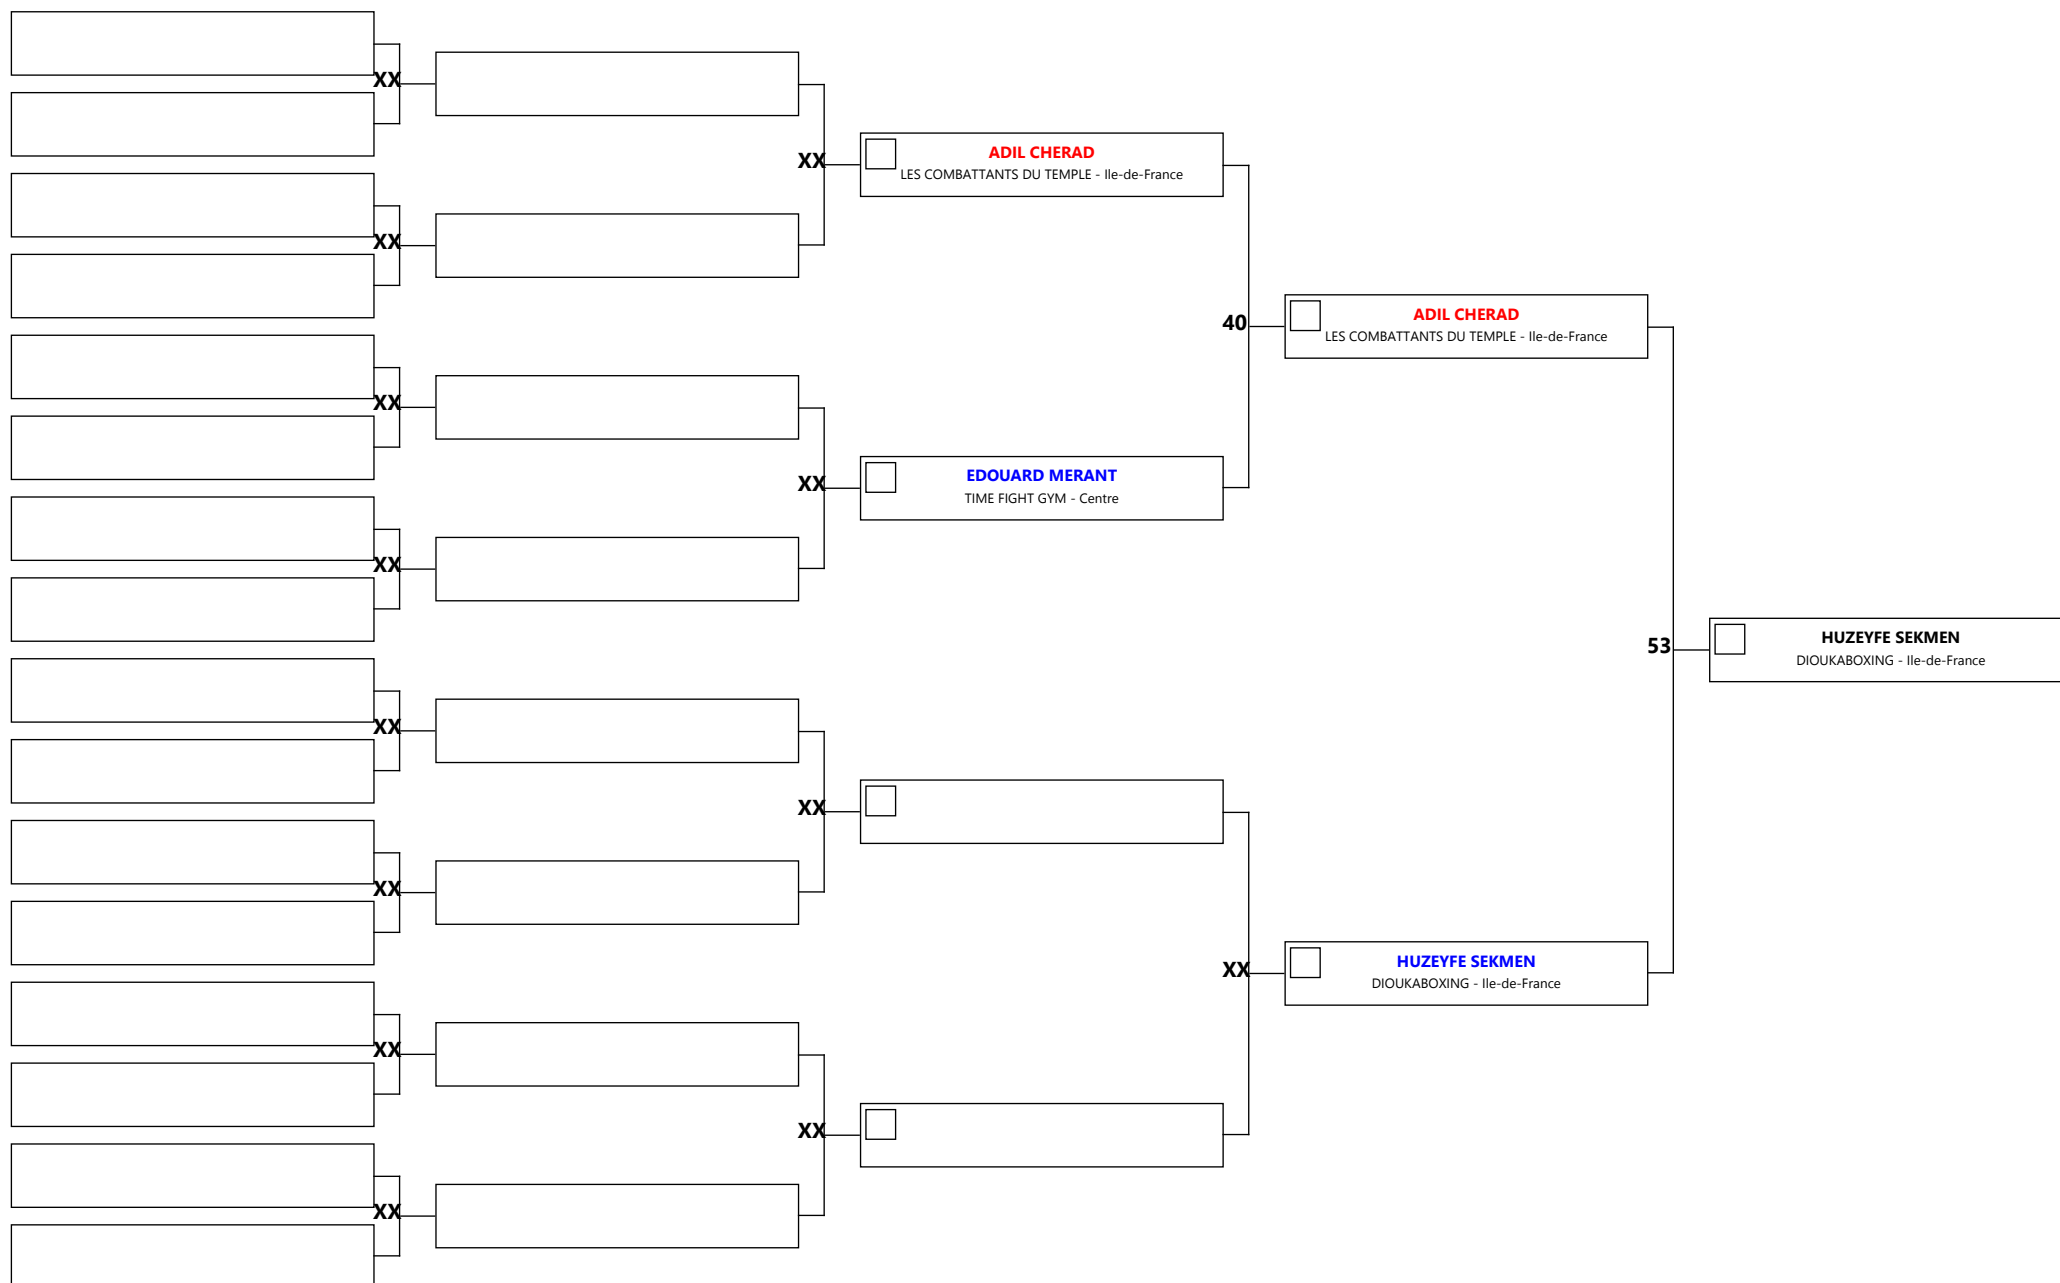 XX
XX
ADIL CHERAD
LES COMBATTANTS DU TEMPLE - Ile-de-France
XX
40
ADIL CHERAD
LES COMBATTANTS DU TEMPLE - Ile-de-France
XX
XX
EDOUARD MERANT
TIME FIGHT GYM - Centre
XX
53
HUZEYFE SEKMEN
DIOUKABOXING - Ile-de-France
XX
XX
XX
XX
HUZEYFE SEKMEN
DIOUKABOXING - Ile-de-France
XX
XX
XX